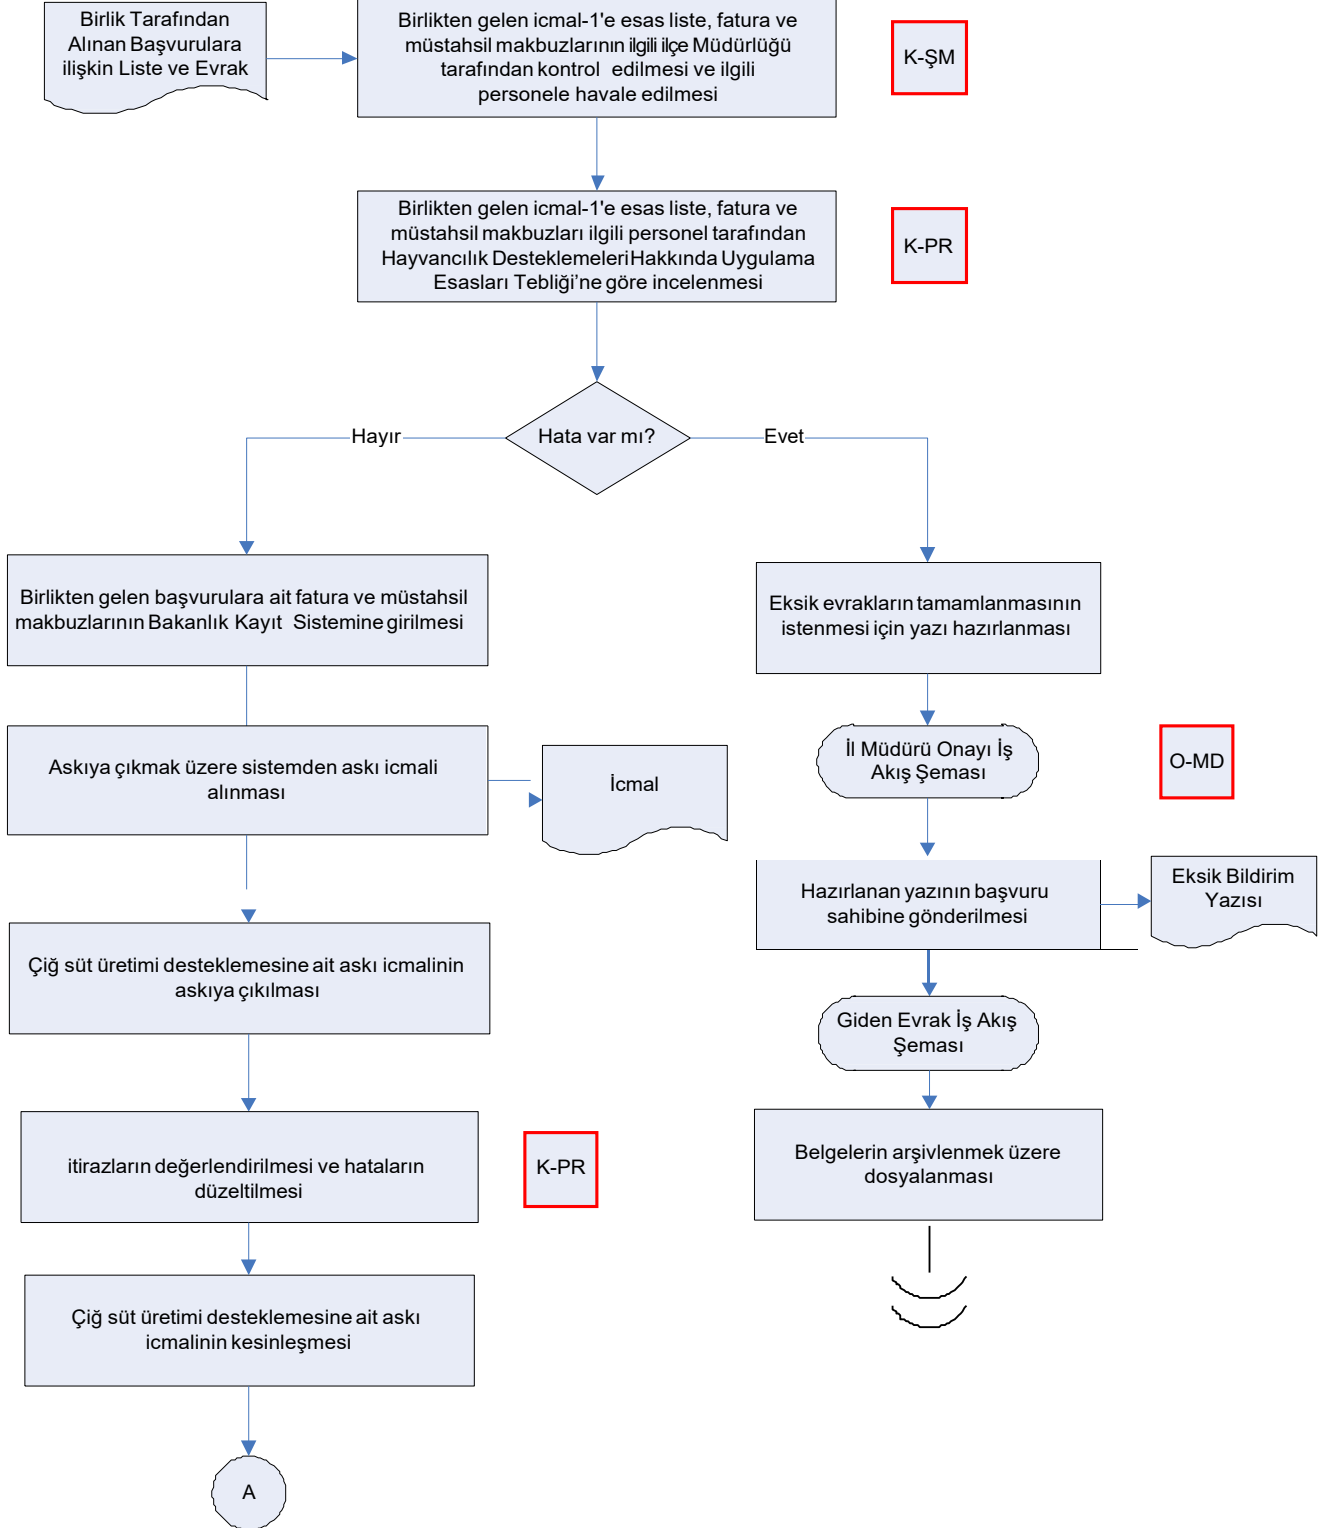 Birlik Tarafından
Alınan Başvurulara
ilişkin Liste ve Evrak
Birlikten gelen icmal-1'e esas liste, fatura ve
müstahsil makbuzlarının ilgili ilçe Müdürlüğü
tarafından kontrol edilmesi ve ilgili
personele havale edilmesi
K-ŞM
Birlikten gelen icmal-1'e esas liste, fatura ve
müstahsil makbuzları ilgili personel tarafından
Hayvancılık Desteklemeleri Hakkında Uygulama
Esasları Tebliği’ne göre incelenmesi
K-PR
Hata var mı?
Hayır
Evet
Birlikten gelen başvurulara ait fatura ve müstahsil
makbuzlarının Bakanlık Kayıt Sistemine girilmesi
Eksik evrakların tamamlanmasının
istenmesi için yazı hazırlanması
Askıya çıkmak üzere sistemden askı icmali
alınması
İcmal
İl Müdürü Onayı İş
Akış Şeması
O-MD
Hazırlanan yazının başvuru
sahibine gönderilmesi
Eksik Bildirim
Yazısı
Çiğ süt üretimi desteklemesine ait askı icmalinin
askıya çıkılması
Giden Evrak İş Akış
Şeması
itirazların değerlendirilmesi ve hataların
düzeltilmesi
K-PR
Belgelerin arşivlenmek üzere
dosyalanması
Çiğ süt üretimi desteklemesine ait askı
icmalinin kesinleşmesi
A